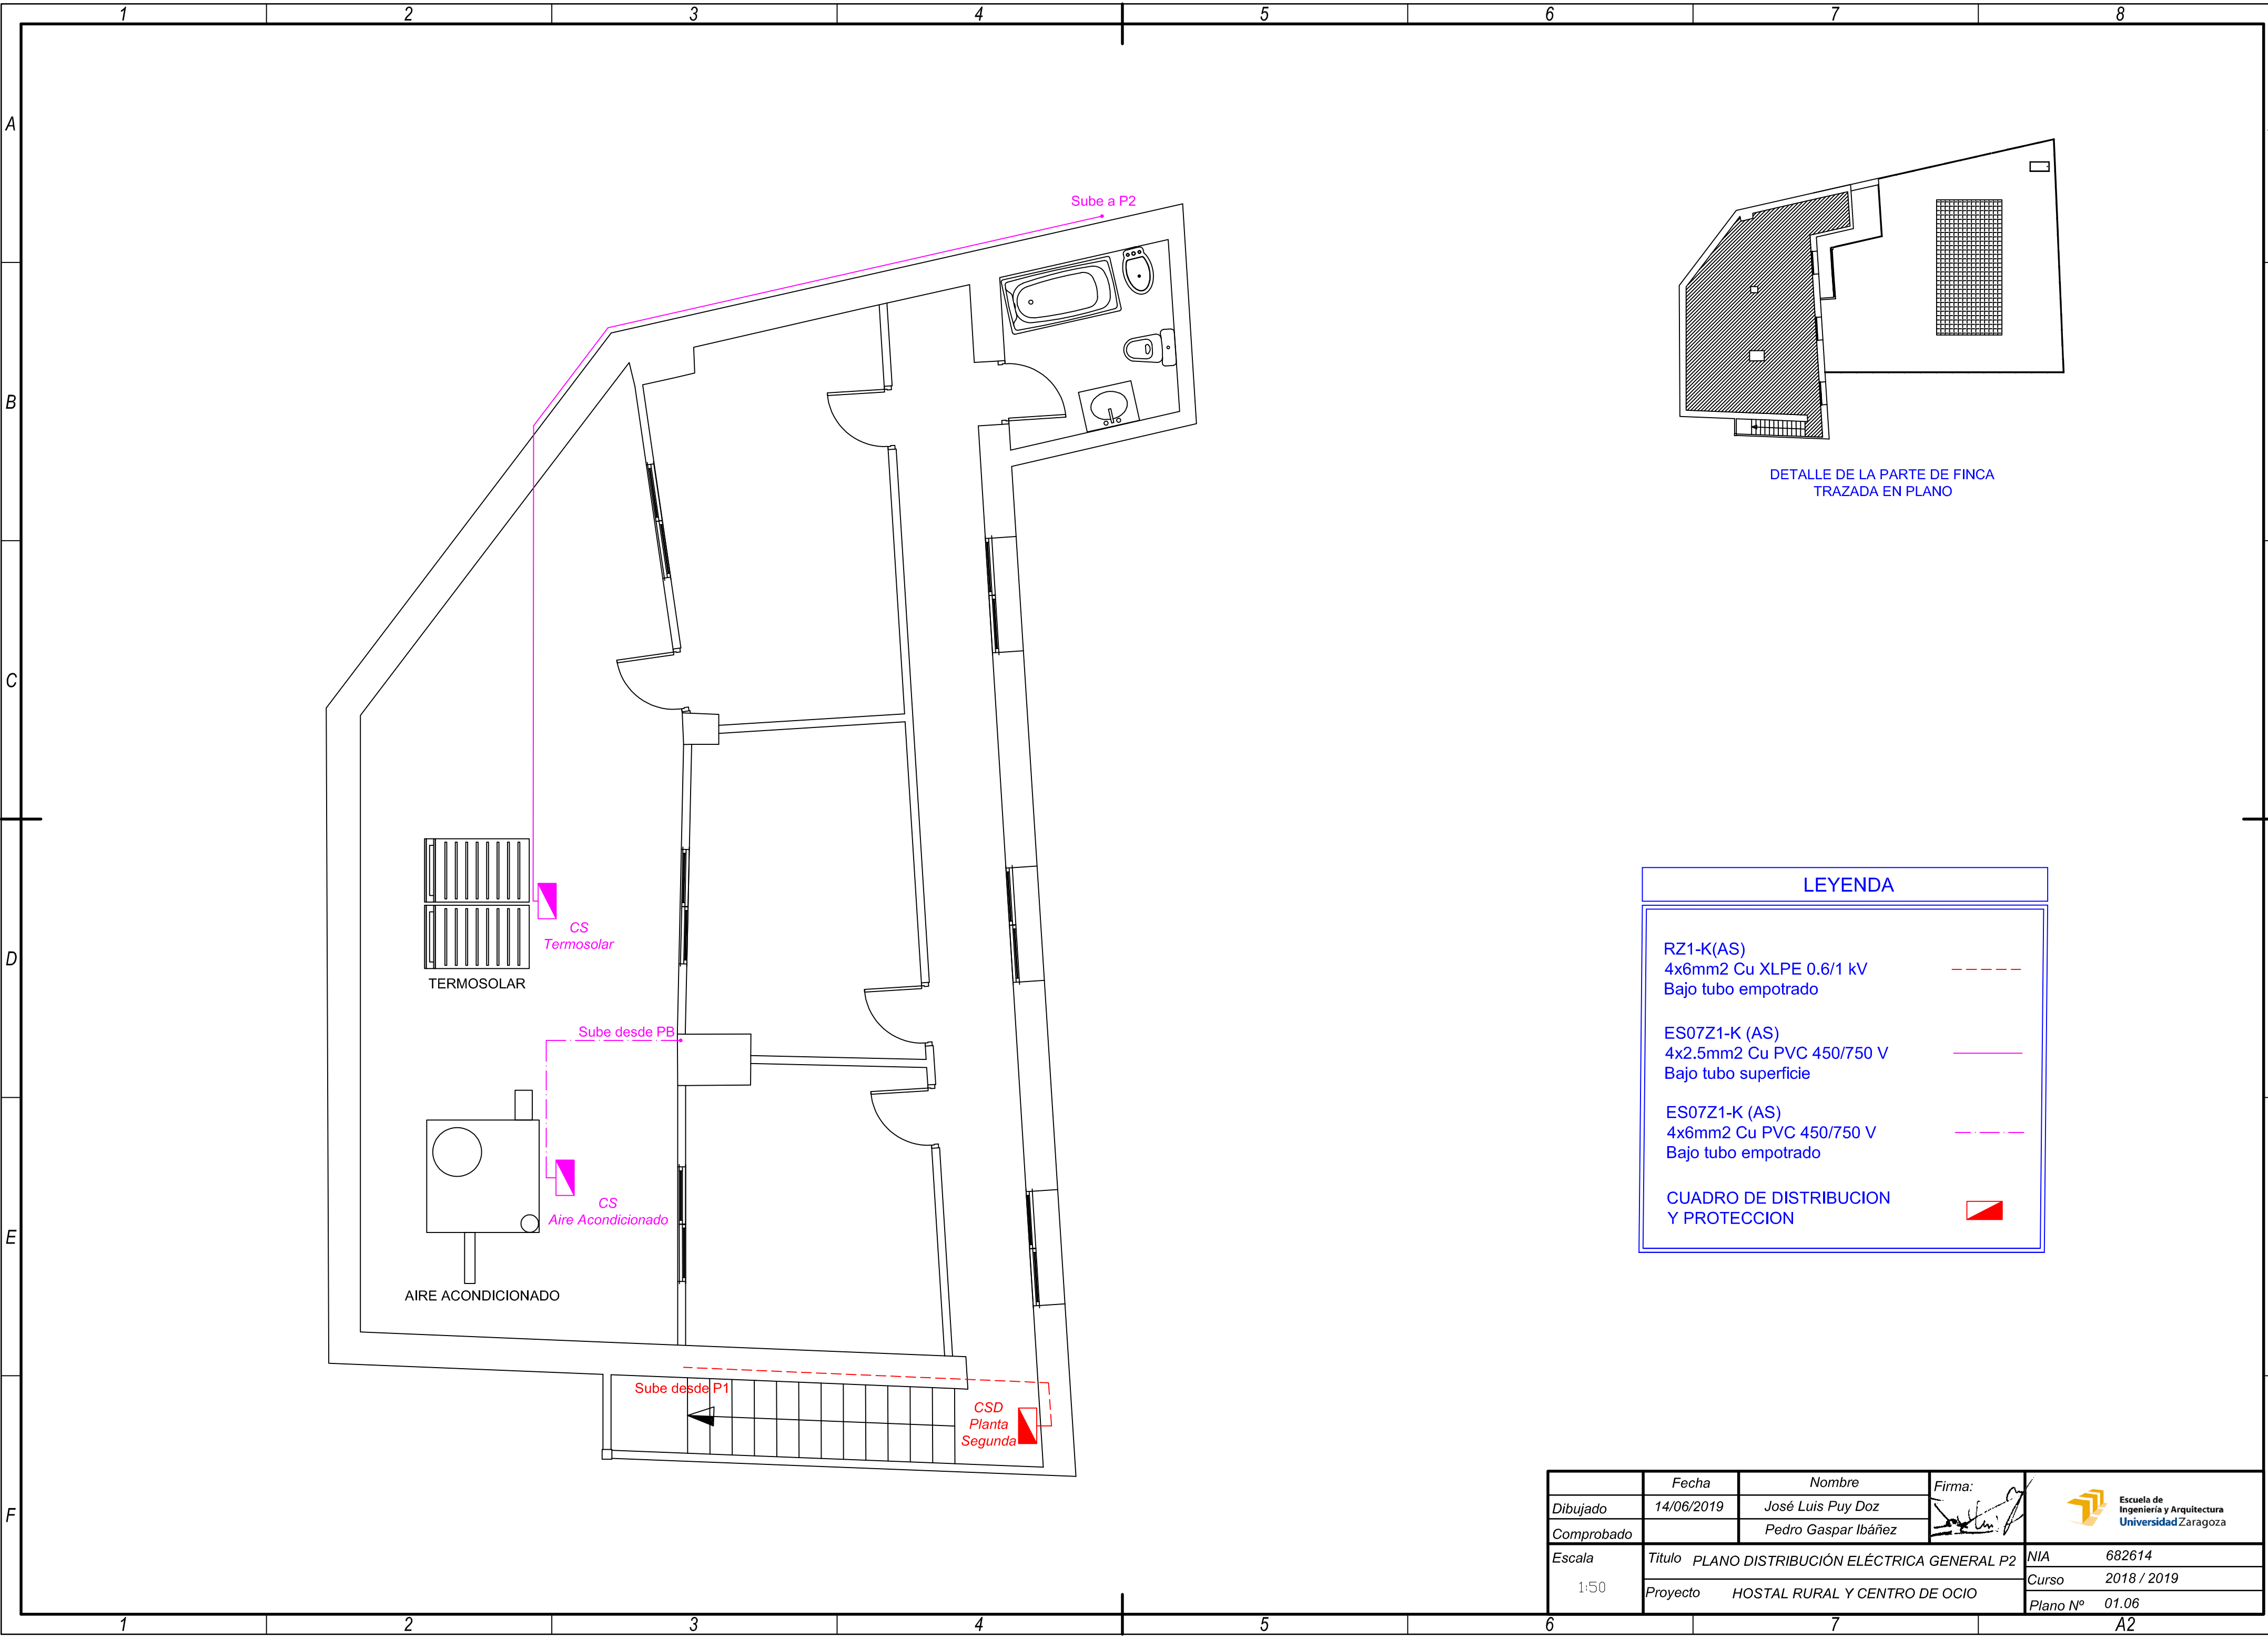 1 2 3 4 5 6 7 8
A
B
C
D
E
F
Sube a P2
DETALLE DE LA PARTE DE FINCA
TRAZADA EN PLANO
CS
Termosolar
TERMOSOLAR
Sube desde PB
CS
Aire Acondicionado
AIRE ACONDICIONADO
Sube desde P1
CSD
Planta
Segunda
LEYENDA
RZ1-K(AS)
4x6mm2 Cu XLPE 0.6/1 kV
Bajo tubo empotrado
ES07Z1-K (AS)
4x2.5mm2 Cu PVC 450/750 V
Bajo tubo superficie
ES07Z1-K (AS)
4x6mm2 Cu PVC 450/750 V
Bajo tubo empotrado
CUADRO DE DISTRIBUCION
Y PROTECCION
Fecha Nombre Firma:
Dibujado 14/06/2019 José Luis Puy Doz
Comprobado Pedro Gaspar Ibáñez
Escuela de
Ingeniería y Arquitectura
Universidad Zaragoza
Escala
1:50
Titulo PLANO DISTRIBUCIÓN ELÉCTRICA GENERAL P2
Proyecto HOSTAL RURAL Y CENTRO DE OCIO
NIA 682614
Curso 2018 / 2019
Plano Nº 01.06
1 2 3 4 5 6 7 A2